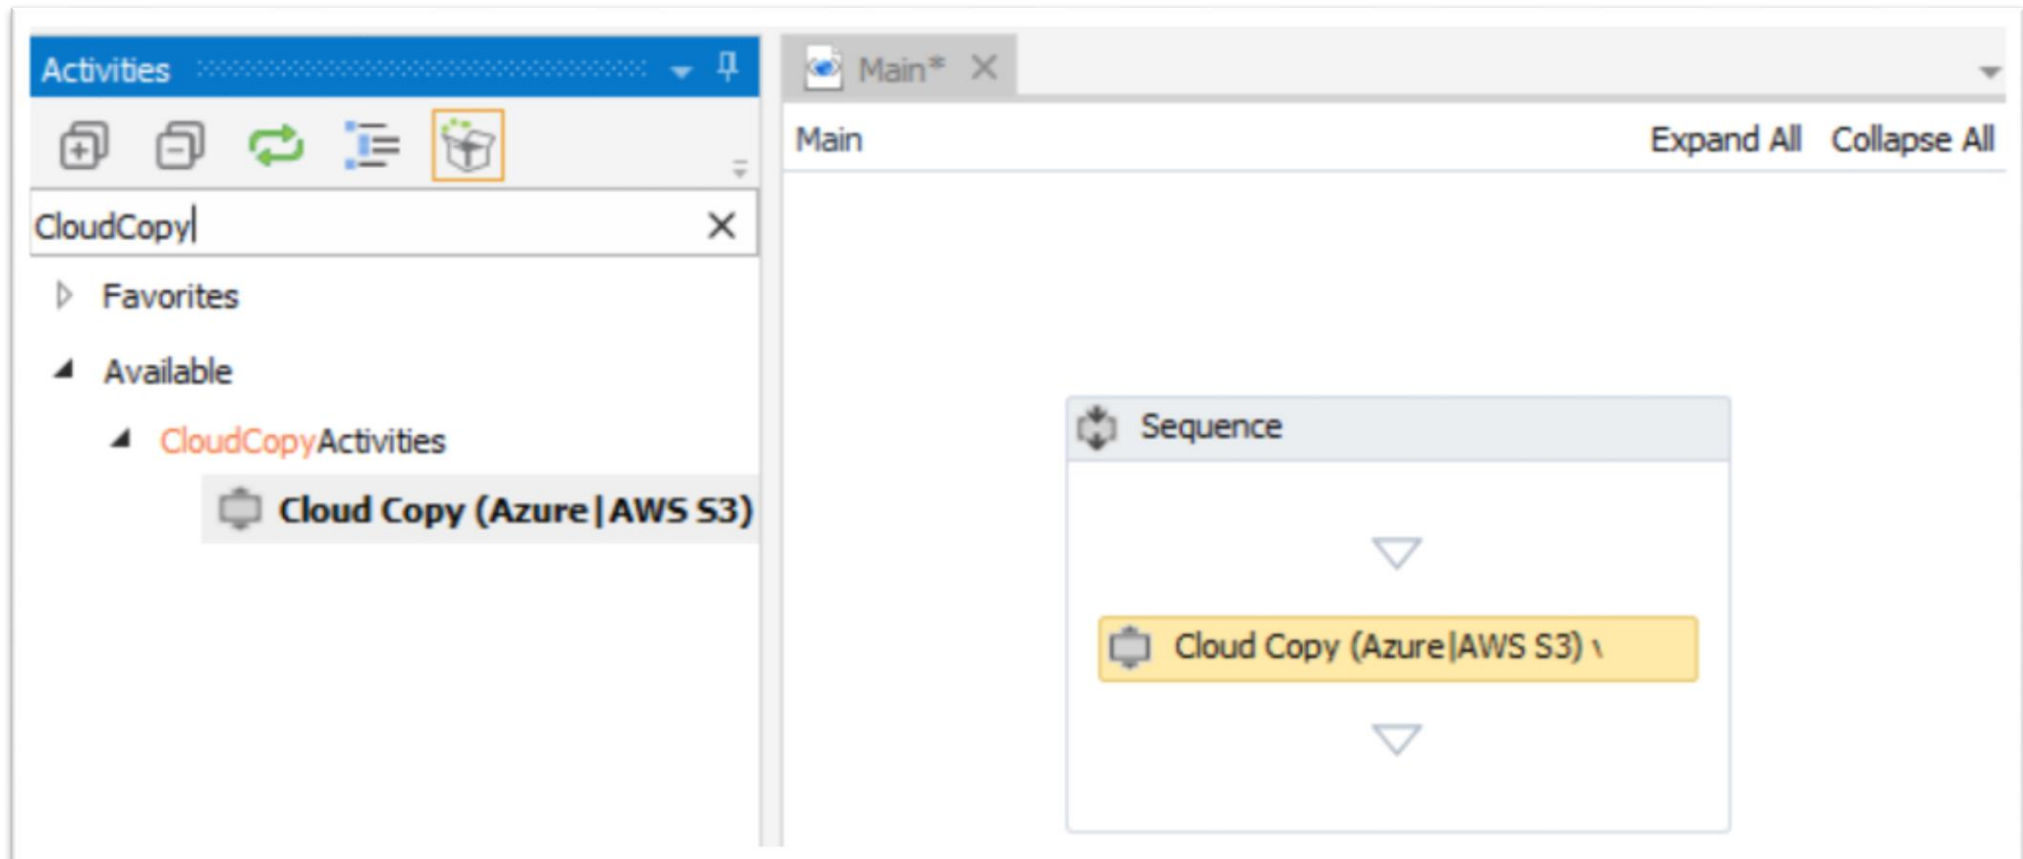 Activities
CloudCopy
Favorites
Available
CloudCopyActivities
Cloud Copy (Azure|AWS S3)
Main*
Main
Expand All Collapse All
Sequence
Cloud Copy (Azure|AWS S3)